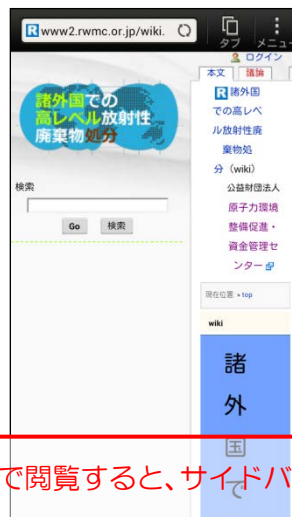 www2.rwmc.or.jp/wiki.
タブ
メニュー
諸外国での
高レベル放射性
廃棄物処分
検索
Go
検索
ログイン
本文
議論
諸外国
での高レベ
ル放射性廃
棄物処
分（wiki）
公益財団法人
原子力環境
整備促進・
資金管理セ
ンター
現在位置: » top
wiki
諸
外
国
で
で閲覧すると、サイドバ